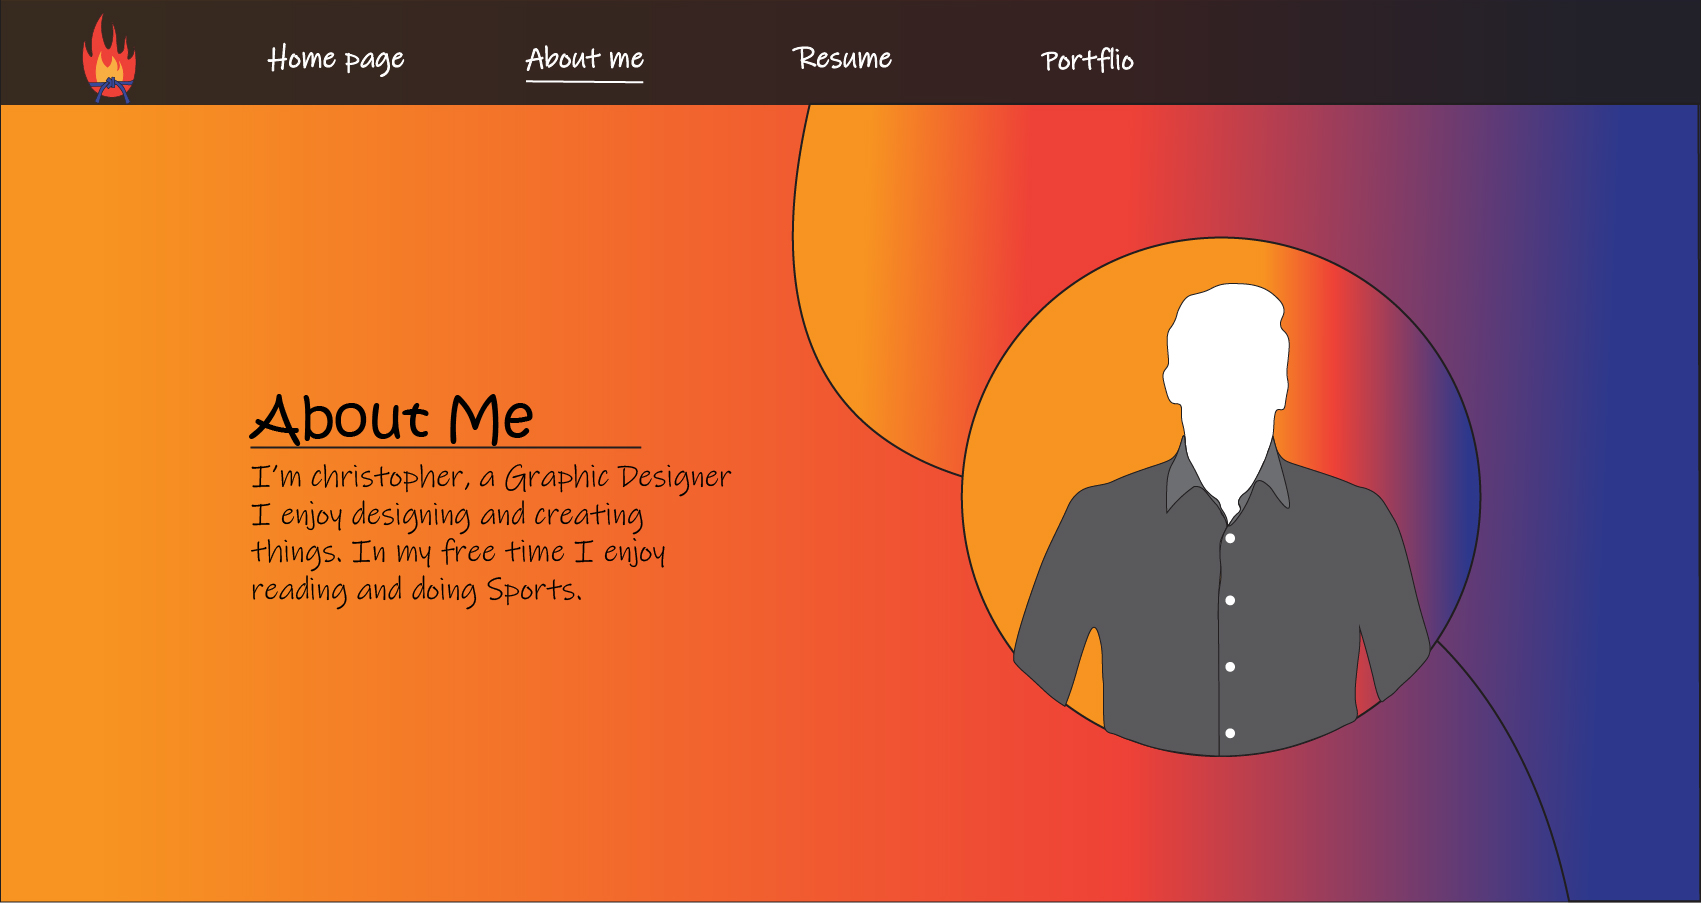 Home page
About me
Resume
Portflio
About Me
I'm christopher, a Graphic Designer
I enjoy designing and creating
things. In my free time I enjoy
reading and doing Sports.